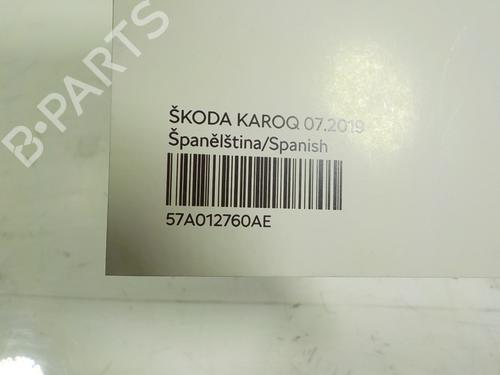 B-PARTS
ŠKODA KAROQ 07.2019
Španělština/Spanish
57A012760AE